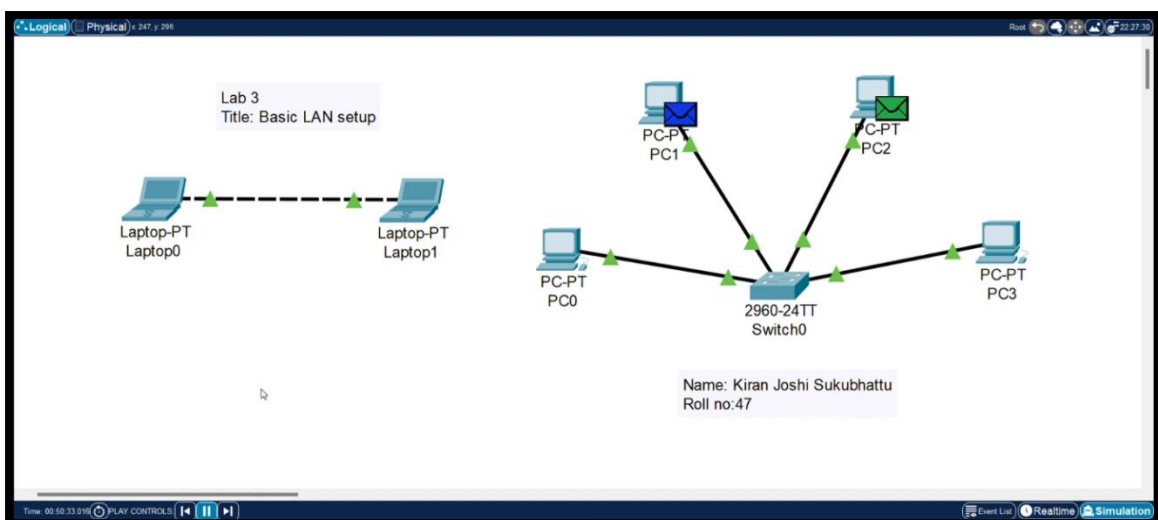 Logical
Physical
x: 247, y: 296
Root
22:27:30
Lab 3
Title: Basic LAN setup
PC-PT
PC1
PC-PT
PC2
Laptop-PT
Laptop0
Laptop-PT
Laptop1
PC-PT
PC0
PC-PT
PC3
2960-24TT
Switch0
Name: Kiran Joshi Sukubhattu
Roll no:47
Time: 00:50:33.016
PLAY CONTROLS:
Event List
Realtime
Simulation